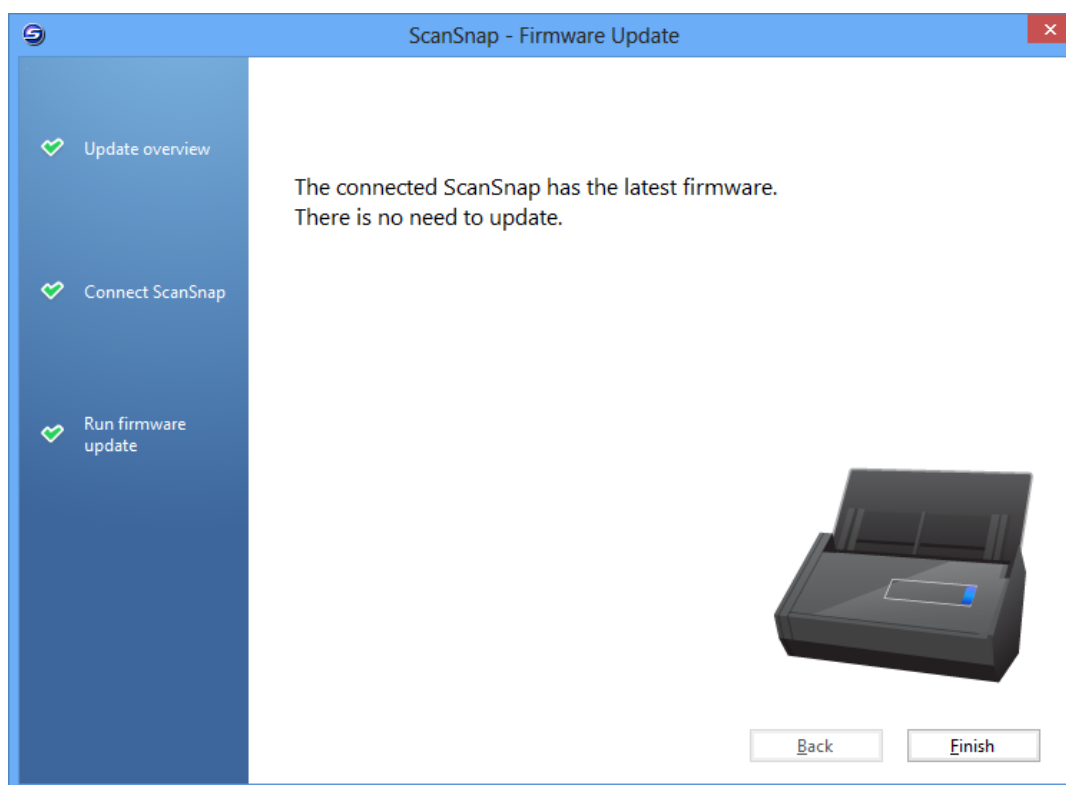 ScanSnap - Firmware Update
Update overview
Connect ScanSnap
Run firmware
update
The connected ScanSnap has the latest firmware.
There is no need to update.
Back
Finish